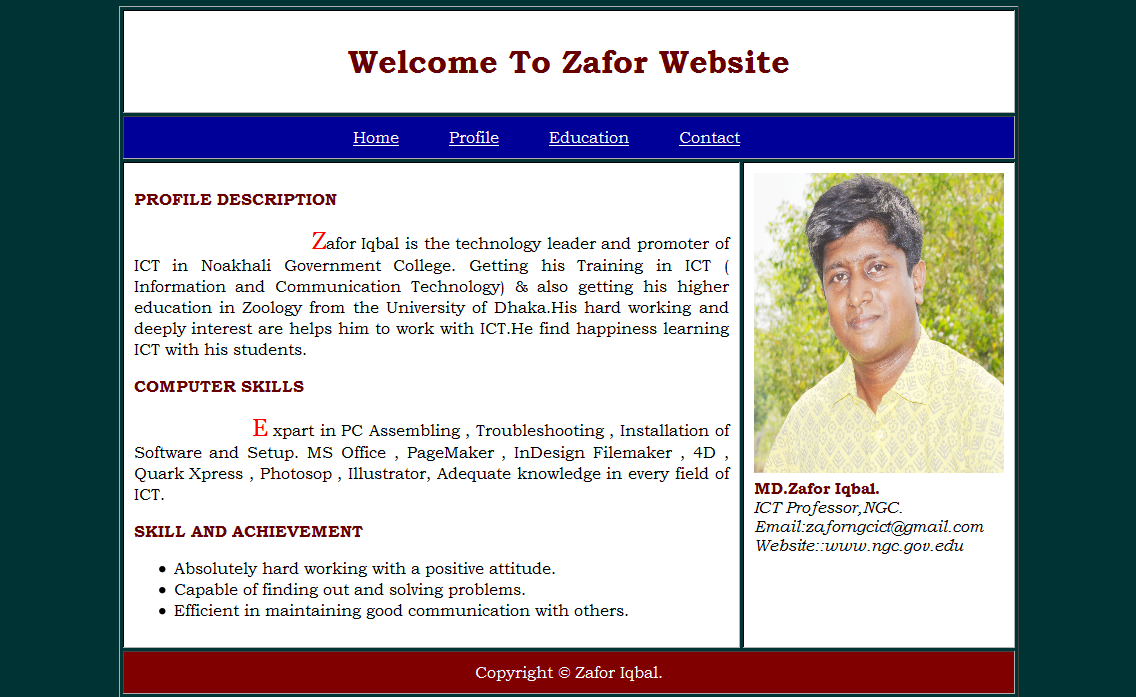 Welcome To Zafor Website
Home Profile Education Contact
PROFILE DESCRIPTION
Zafor Iqbal is the technology leader and promoter of
ICT in Noakhali Government College. Getting his Training in ICT (
Information and Communication Technology) & also getting his higher
education in Zoology from the University of Dhaka.His hard working and
deeply interest are helps him to work with ICT.He find happiness learning
ICT with his students.
COMPUTER SKILLS
E xpart in PC Assembling , Troubleshooting , Installation of
Software and Setup. MS Office , PageMaker , InDesign Filemaker , 4D ,
Quark Xpress , Photosop , Illustrator, Adequate knowledge in every field of
ICT.
SKILL AND ACHIEVEMENT
• Absolutely hard working with a positive attitude.
• Capable of finding out and solving problems.
• Efficient in maintaining good communication with others.
MD.Zafor Iqbal.
ICT Professor,NGC.
Email:zaforngcict@gmail.com
Website::www.ngc.gov.edu
Copyright © Zafor Iqbal.